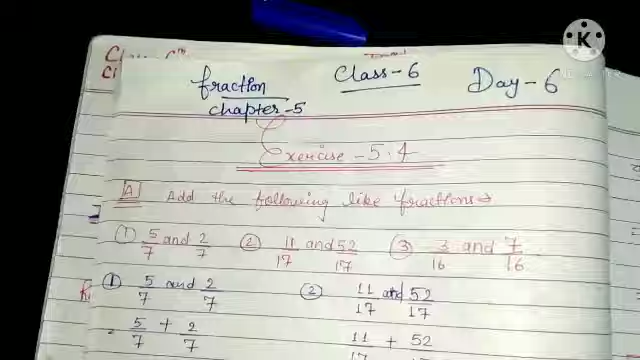 fraction Class-6 Day-6
chapter-5
Exercise-5.4
A Add the following like fractions→
① 5/7 and 2/7 ② 11/17 and 52/17 ③ 3/16 and 7/16
① 5/7 and 2/7 ② 11/17 and 52/17
= 5/7 + 2/7 11 + 52